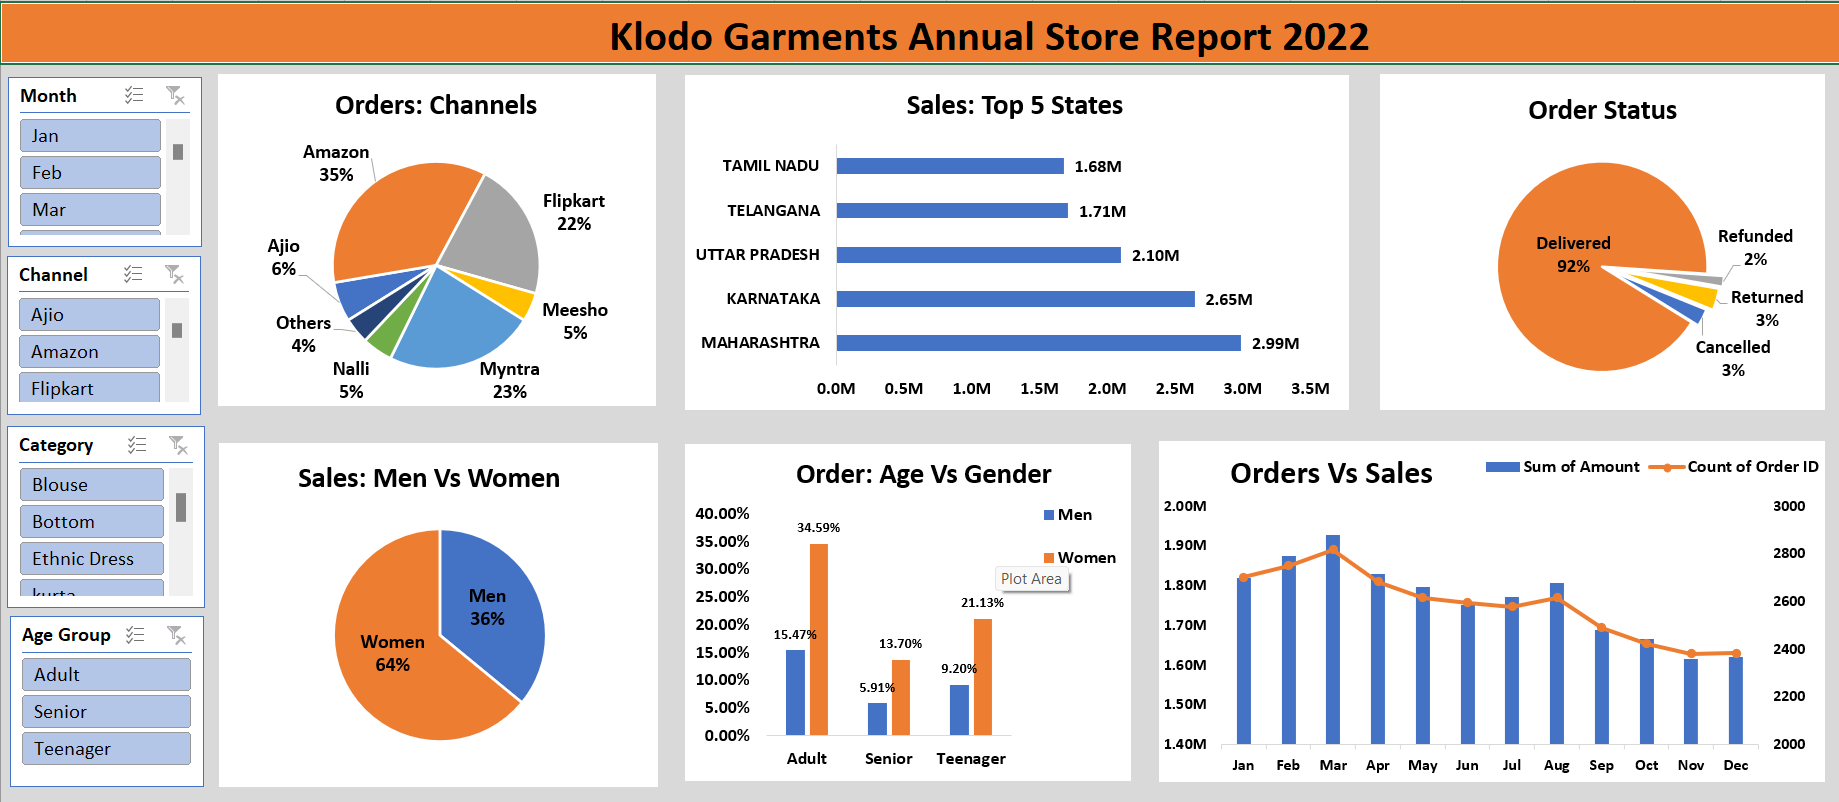 Klodo Garments Annual Store Report 2022
Month
Jan
Feb
Mar
Channel
Ajio
Amazon
Flipkart
Category
Blouse
Bottom
Ethnic Dress
kurta
Age Group
Adult
Senior
Teenager
Orders: Channels
Amazon
35%
Flipkart
22%
Ajio
6%
Meesho
5%
Others
4%
Nalli
5%
Myntra
23%
Sales: Top 5 States
TAMIL NADU 1.68M
TELANGANA 1.71M
UTTAR PRADESH 2.10M
KARNATAKA 2.65M
MAHARASHTRA 2.99M
0.0M 0.5M 1.0M 1.5M 2.0M 2.5M 3.0M 3.5M
Order Status
Delivered
92%
Refunded
2%
Returned
3%
Cancelled
3%
Sales: Men Vs Women
Men
36%
Women
64%
Order: Age Vs Gender
Men
Women
Plot Area
40.00%
35.00%
30.00%
25.00%
20.00%
15.00%
10.00%
5.00%
0.00%
15.47%
34.59%
5.91%
13.70%
9.20%
21.13%
Adult Senior Teenager
Orders Vs Sales
Sum of Amount Count of Order ID
2.00M
1.90M
1.80M
1.70M
1.60M
1.50M
1.40M
3000
2800
2600
2400
2200
2000
Jan Feb Mar Apr May Jun Jul Aug Sep Oct Nov Dec